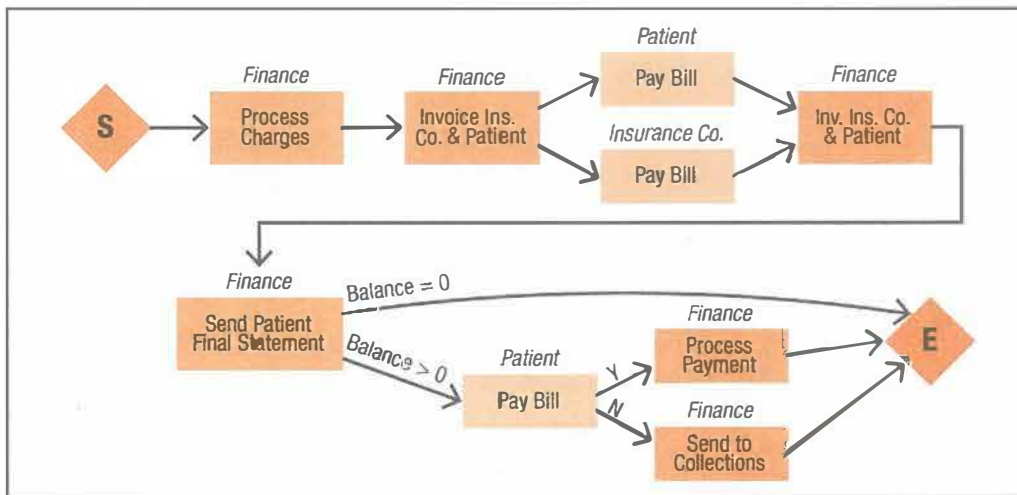 Patient
Finance
Finance
Pay Bill
Finance
S
Process
Charges
Invoice Ins.
Co. & Patient
Insurance Co.
Inv. Ins. Co.
& Patient
Pay Bill
Finance
Balance = 0
Send Patient
Final Statement
Balance > 0
Finance
Process
Payment
E
Patient
Y
Pay Bill
N
Finance
Send to
Collections